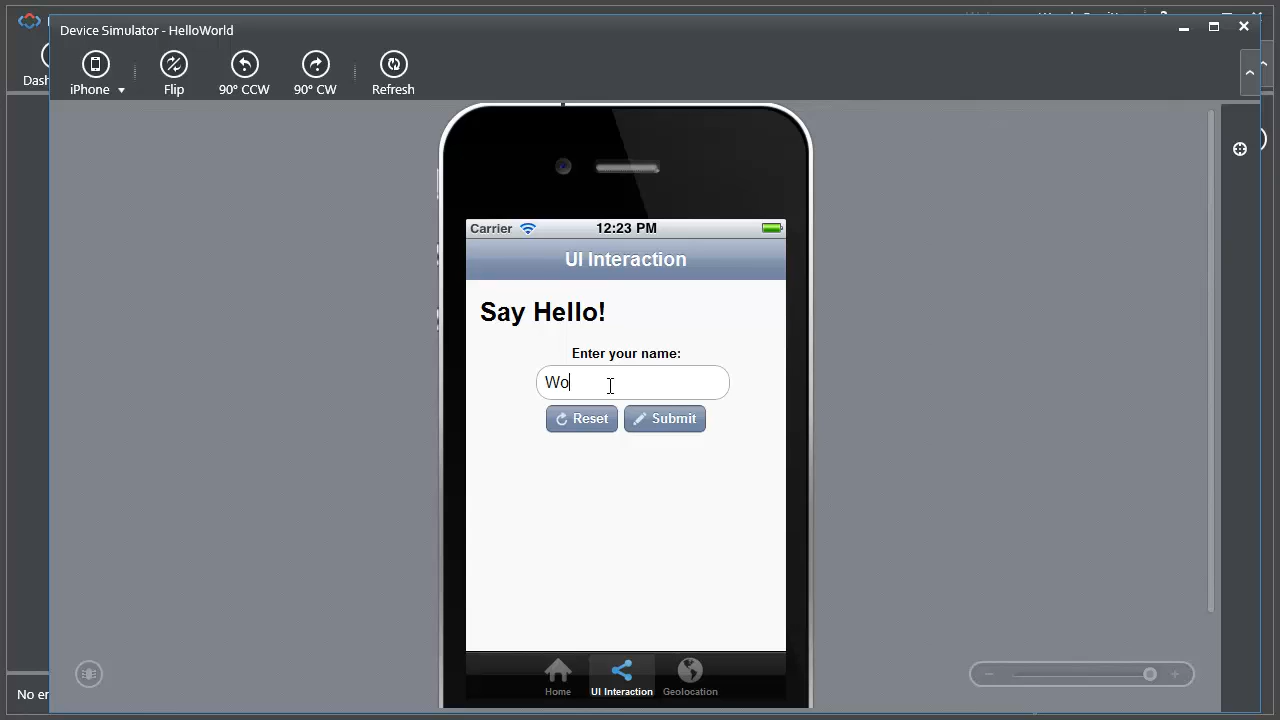 Device Simulator - HelloWorld
Dash
iPhone
Flip
90° CCW
90° CW
Refresh
Carrier
12:23 PM
UI Interaction
Say Hello!
Enter your name:
Wo
Reset
Submit
Home
UI Interaction
Geolocation
No er